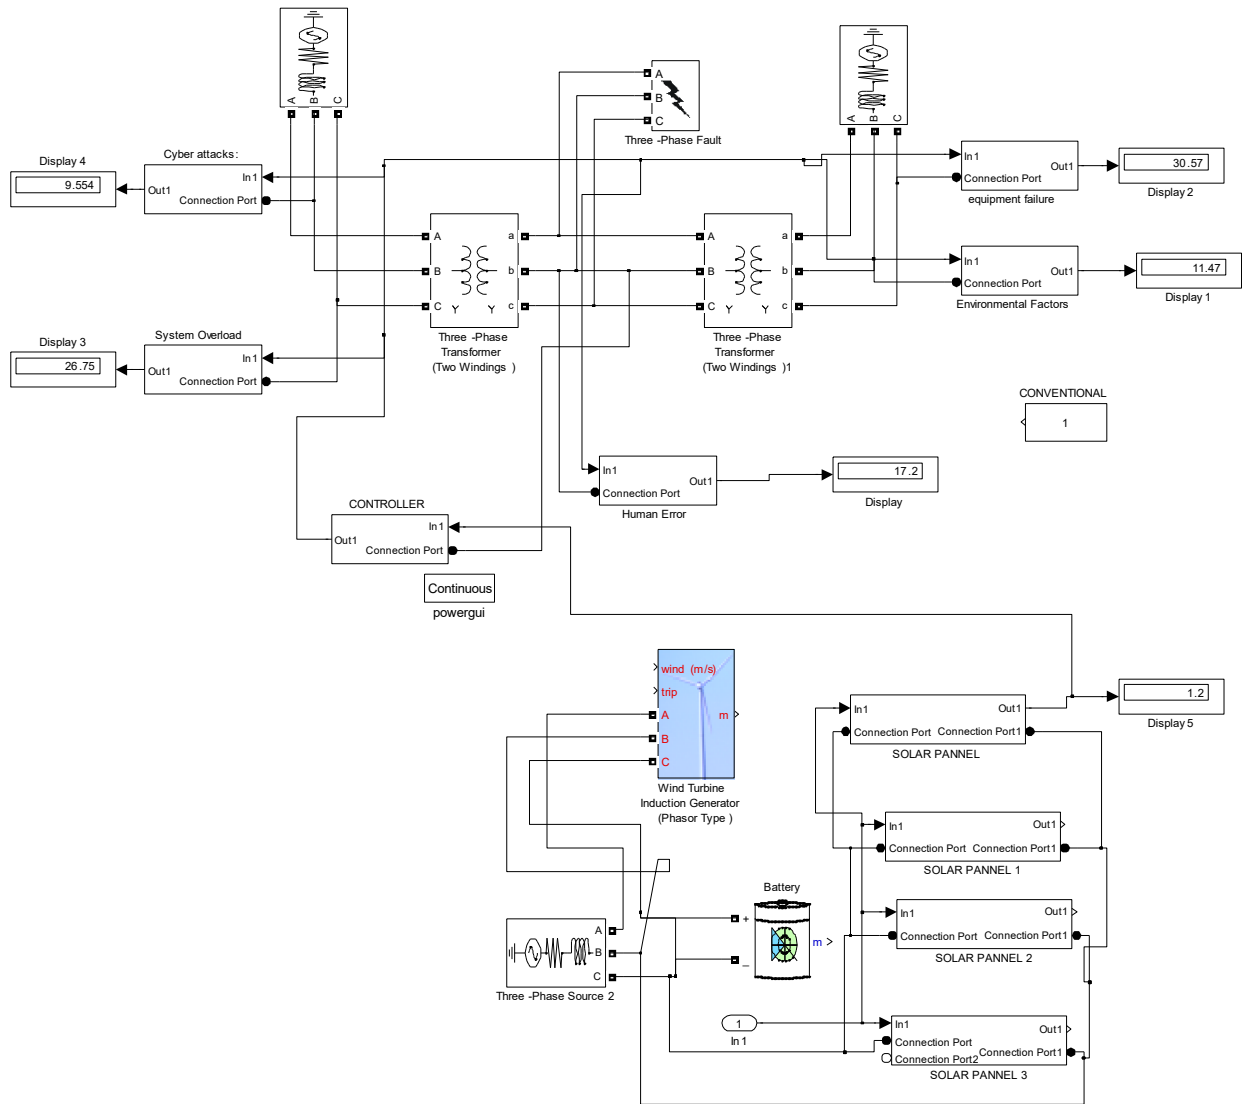 A B C
A B C
A
B
C
Three -Phase Fault
Display 4
9.554
Cyber attacks:
In1
Out1
Connection Port
In1
Out1
Connection Port
equipment failure
30.57
Display 2
A
B
C
a
b
c
Y Y
Three -Phase
Transformer
(Two Windings )
A
B
C
a
b
c
Y Y
Three -Phase
Transformer
(Two Windings )1
In1
Out1
Connection Port
Environmental Factors
11.47
Display 1
Display 3
26.75
System Overload
In1
Out1
Connection Port
CONVENTIONAL
1
In1
Out1
Connection Port
Human Error
17.2
Display
CONTROLLER
In1
Out1
Connection Port
Continuous
powergui
wind (m/s)
trip
A
B
C
m
Wind Turbine
Induction Generator
(Phasor Type )
In1
Out1
Connection Port
Connection Port1
SOLAR PANNEL
1.2
Display 5
In1
Out1
Connection Port
Connection Port1
SOLAR PANNEL 1
Battery
+
_
m
In1
Out1
Connection Port
Connection Port1
SOLAR PANNEL 2
A
B
C
Three -Phase Source 2
1
In1
In1
Out1
Connection Port
Connection Port2
Connection Port1
SOLAR PANNEL 3